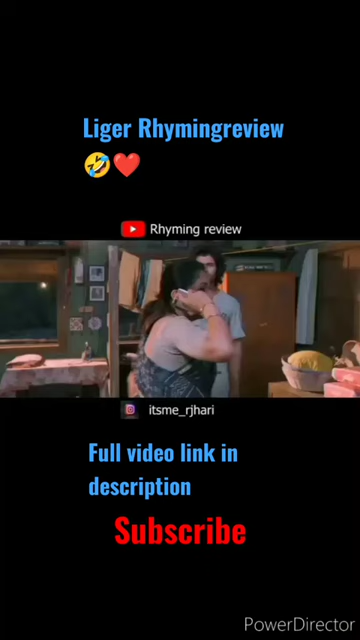 Liger Rhymingreview
🤣❤️
Rhyming review
itsme_rjhari
Full video link in
description
Subscribe
PowerDirector